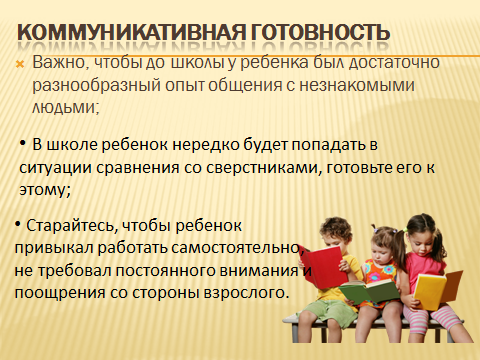 КОММУНИКАТИВНАЯ ГОТОВНОСТЬ
Важно, чтобы до школы у ребенка был достаточно
разнообразный опыт общения с незнакомыми
людьми;
• В школе ребенок нередко будет попадать в
ситуации сравнения со сверстниками, готовьте его к
этому;
• Старайтесь, чтобы ребенок
привыкал работать самостоятельно,
не требовал постоянного внимания и
поощрения со стороны взрослого.